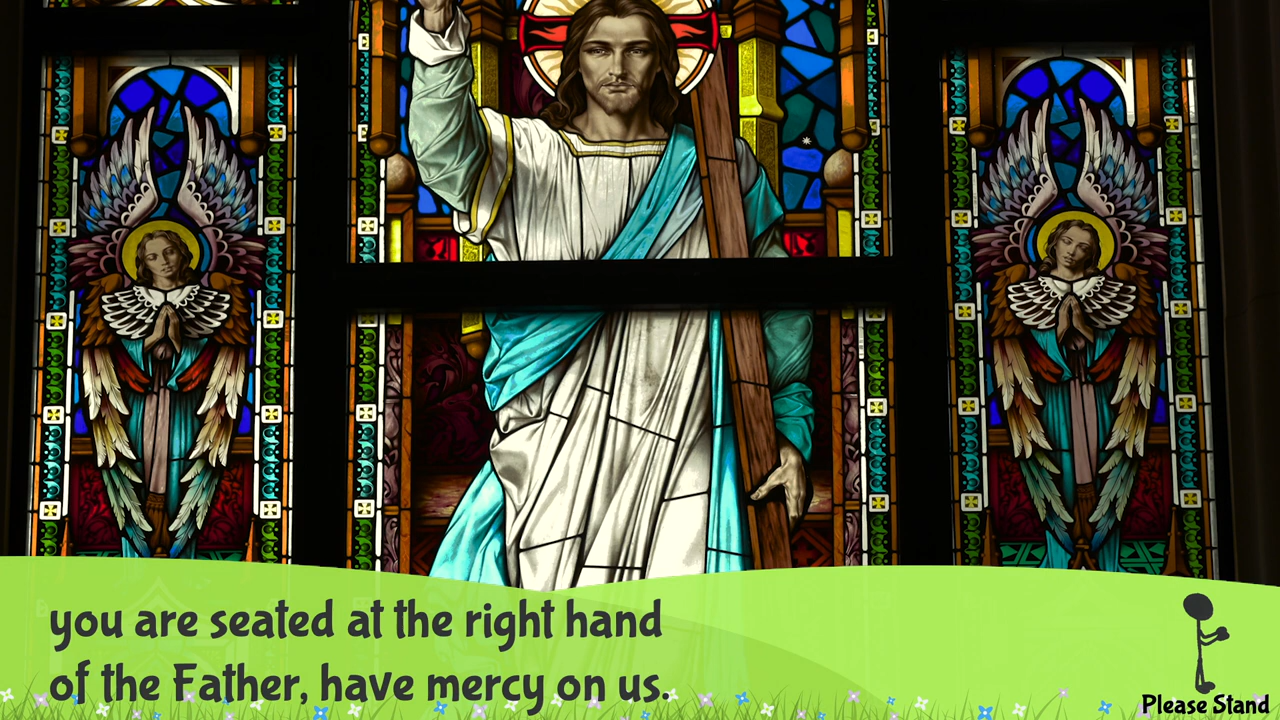 you are seated at the right hand
of the Father, have mercy on us.
Please Stand